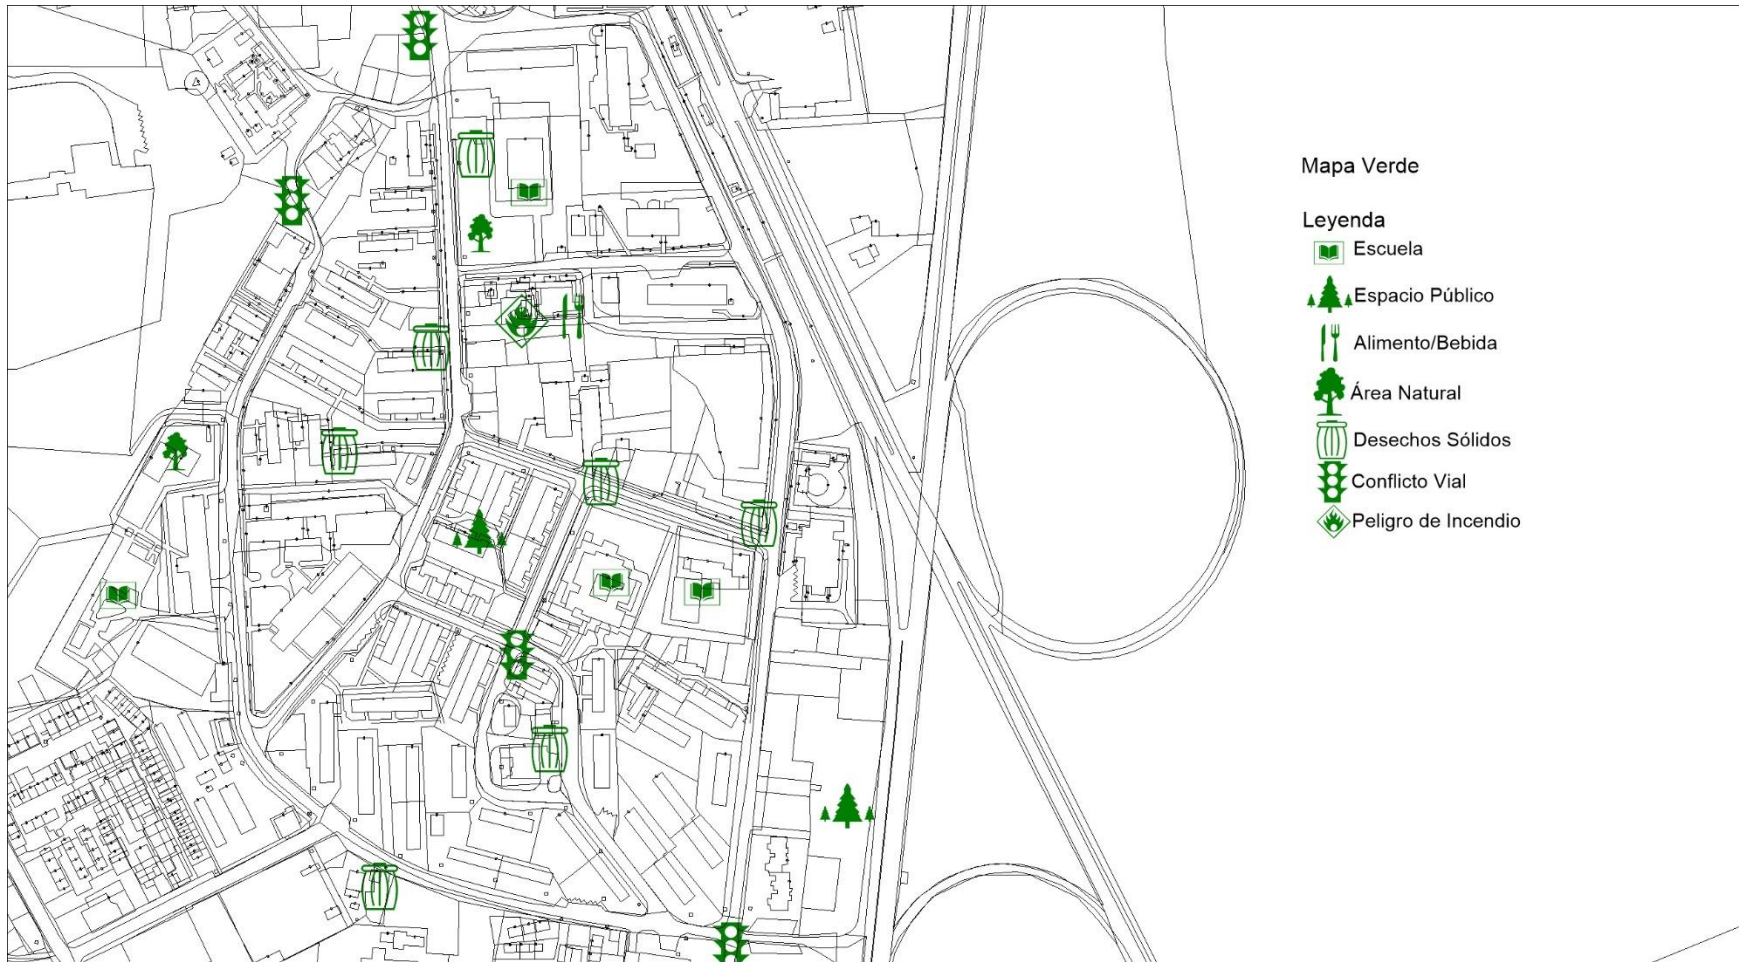 Mapa Verde
Leyenda
Escuela
Espacio Público
Alimento/Bebida
Área Natural
Desechos Sólidos
Conflicto Vial
Peligro de Incendio